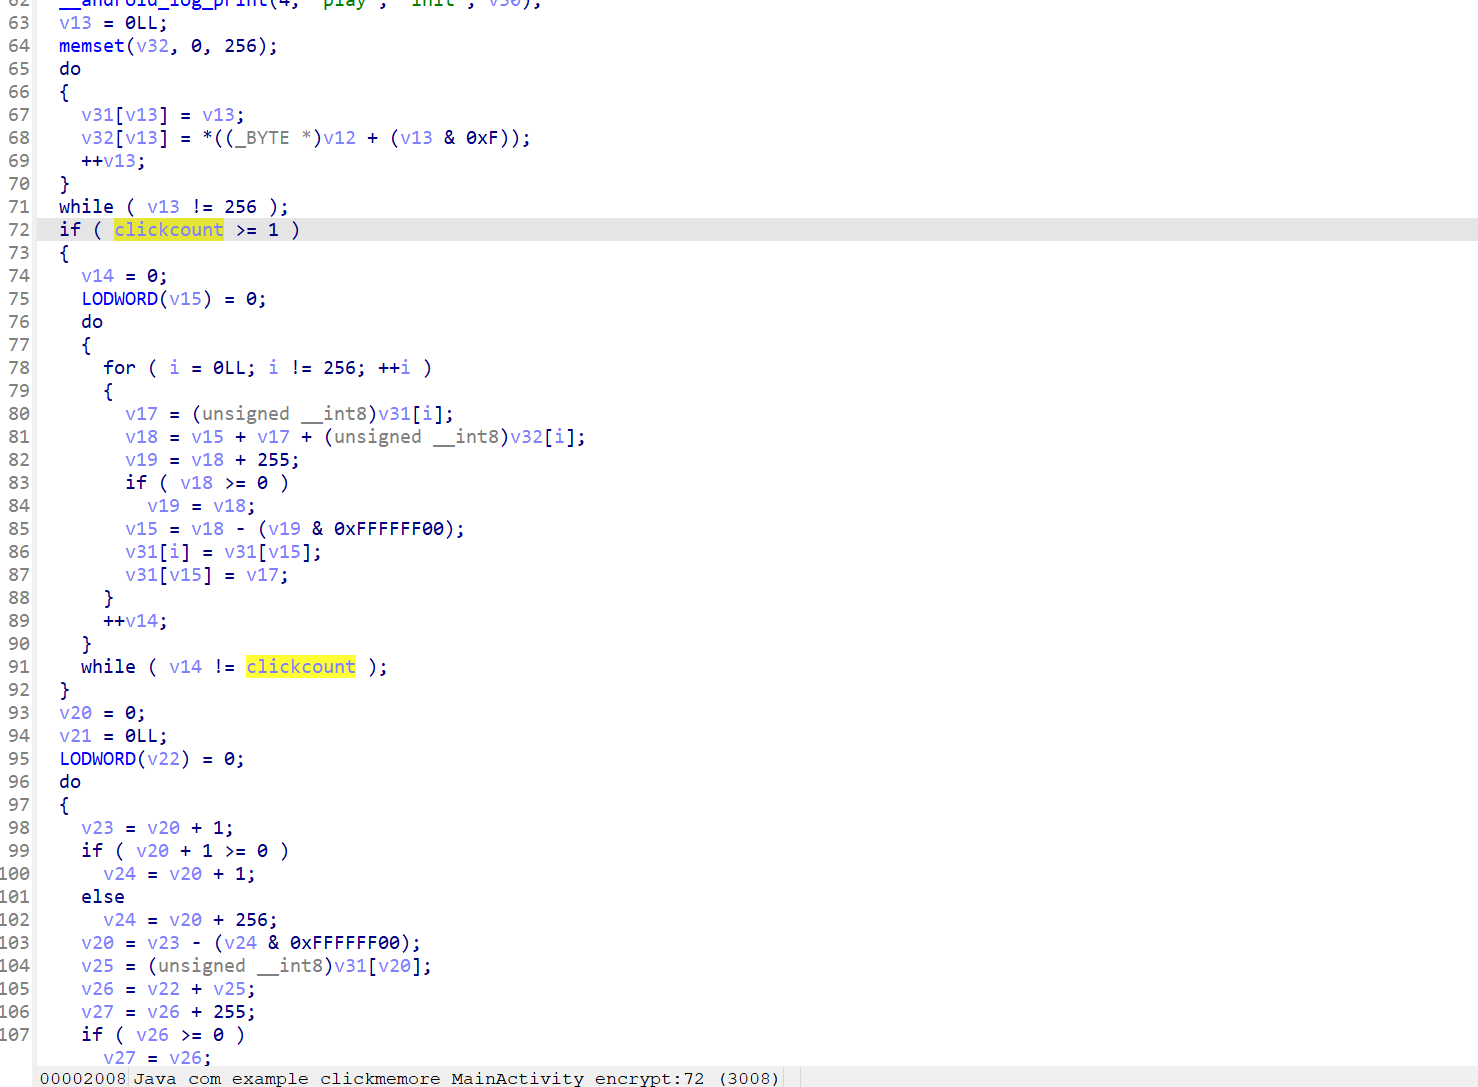 62 __android_log_print(4, "play", "init", v30);
63 v13 = 0LL;
64 memset(v32, 0, 256);
65 do
66 {
67 v31[v13] = v13;
68 v32[v13] = *((_BYTE *)v12 + (v13 & 0xF));
69 ++v13;
70 }
71 while ( v13 != 256 );
72 if ( clickcount >= 1 )
73 {
74 v14 = 0;
75 LODWORD(v15) = 0;
76 do
77 {
78 for ( i = 0LL; i != 256; ++i )
79 {
80 v17 = (unsigned __int8)v31[i];
81 v18 = v15 + v17 + (unsigned __int8)v32[i];
82 v19 = v18 + 255;
83 if ( v18 >= 0 )
84 v19 = v18;
85 v15 = v18 - (v19 & 0xFFFFFF00);
86 v31[i] = v31[v15];
87 v31[v15] = v17;
88 }
89 ++v14;
90 }
91 while ( v14 != clickcount );
92 }
93 v20 = 0;
94 v21 = 0LL;
95 LODWORD(v22) = 0;
96 do
97 {
98 v23 = v20 + 1;
99 if ( v20 + 1 >= 0 )
100 v24 = v20 + 1;
101 else
102 v24 = v20 + 256;
103 v20 = v23 - (v24 & 0xFFFFFF00);
104 v25 = (unsigned __int8)v31[v20];
105 v26 = v22 + v25;
106 v27 = v26 + 255;
107 if ( v26 >= 0 )
v27 = v26;
00002008 Java_com_example_clickmemore_MainActivity_encrypt:72 (3008)